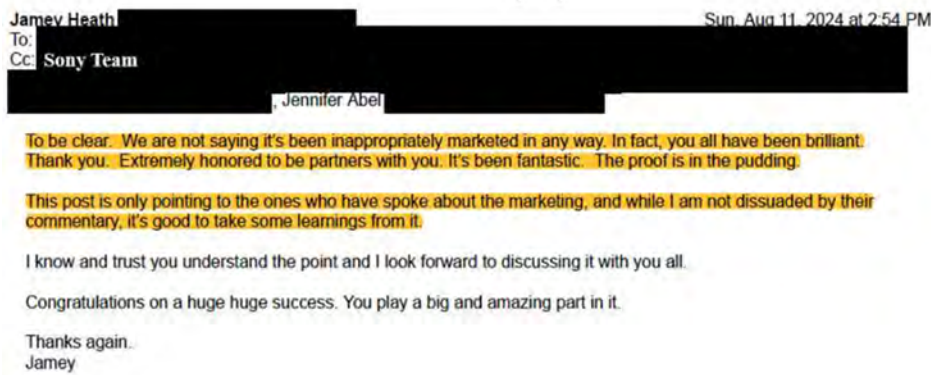 Jamey Heath
Sun, Aug 11, 2024 at 2:54 PM
To:
Cc: Sony Team
, Jennifer Abel
To be clear. We are not saying it's been inappropriately marketed in any way. In fact, you all have been brilliant.
Thank you. Extremely honored to be partners with you. It's been fantastic. The proof is in the pudding.
This post is only pointing to the ones who have spoke about the marketing, and while I am not dissuaded by their
commentary, it's good to take some learnings from it.
I know and trust you understand the point and I look forward to discussing it with you all.
Congratulations on a huge huge success. You play a big and amazing part in it.
Thanks again.
Jamey